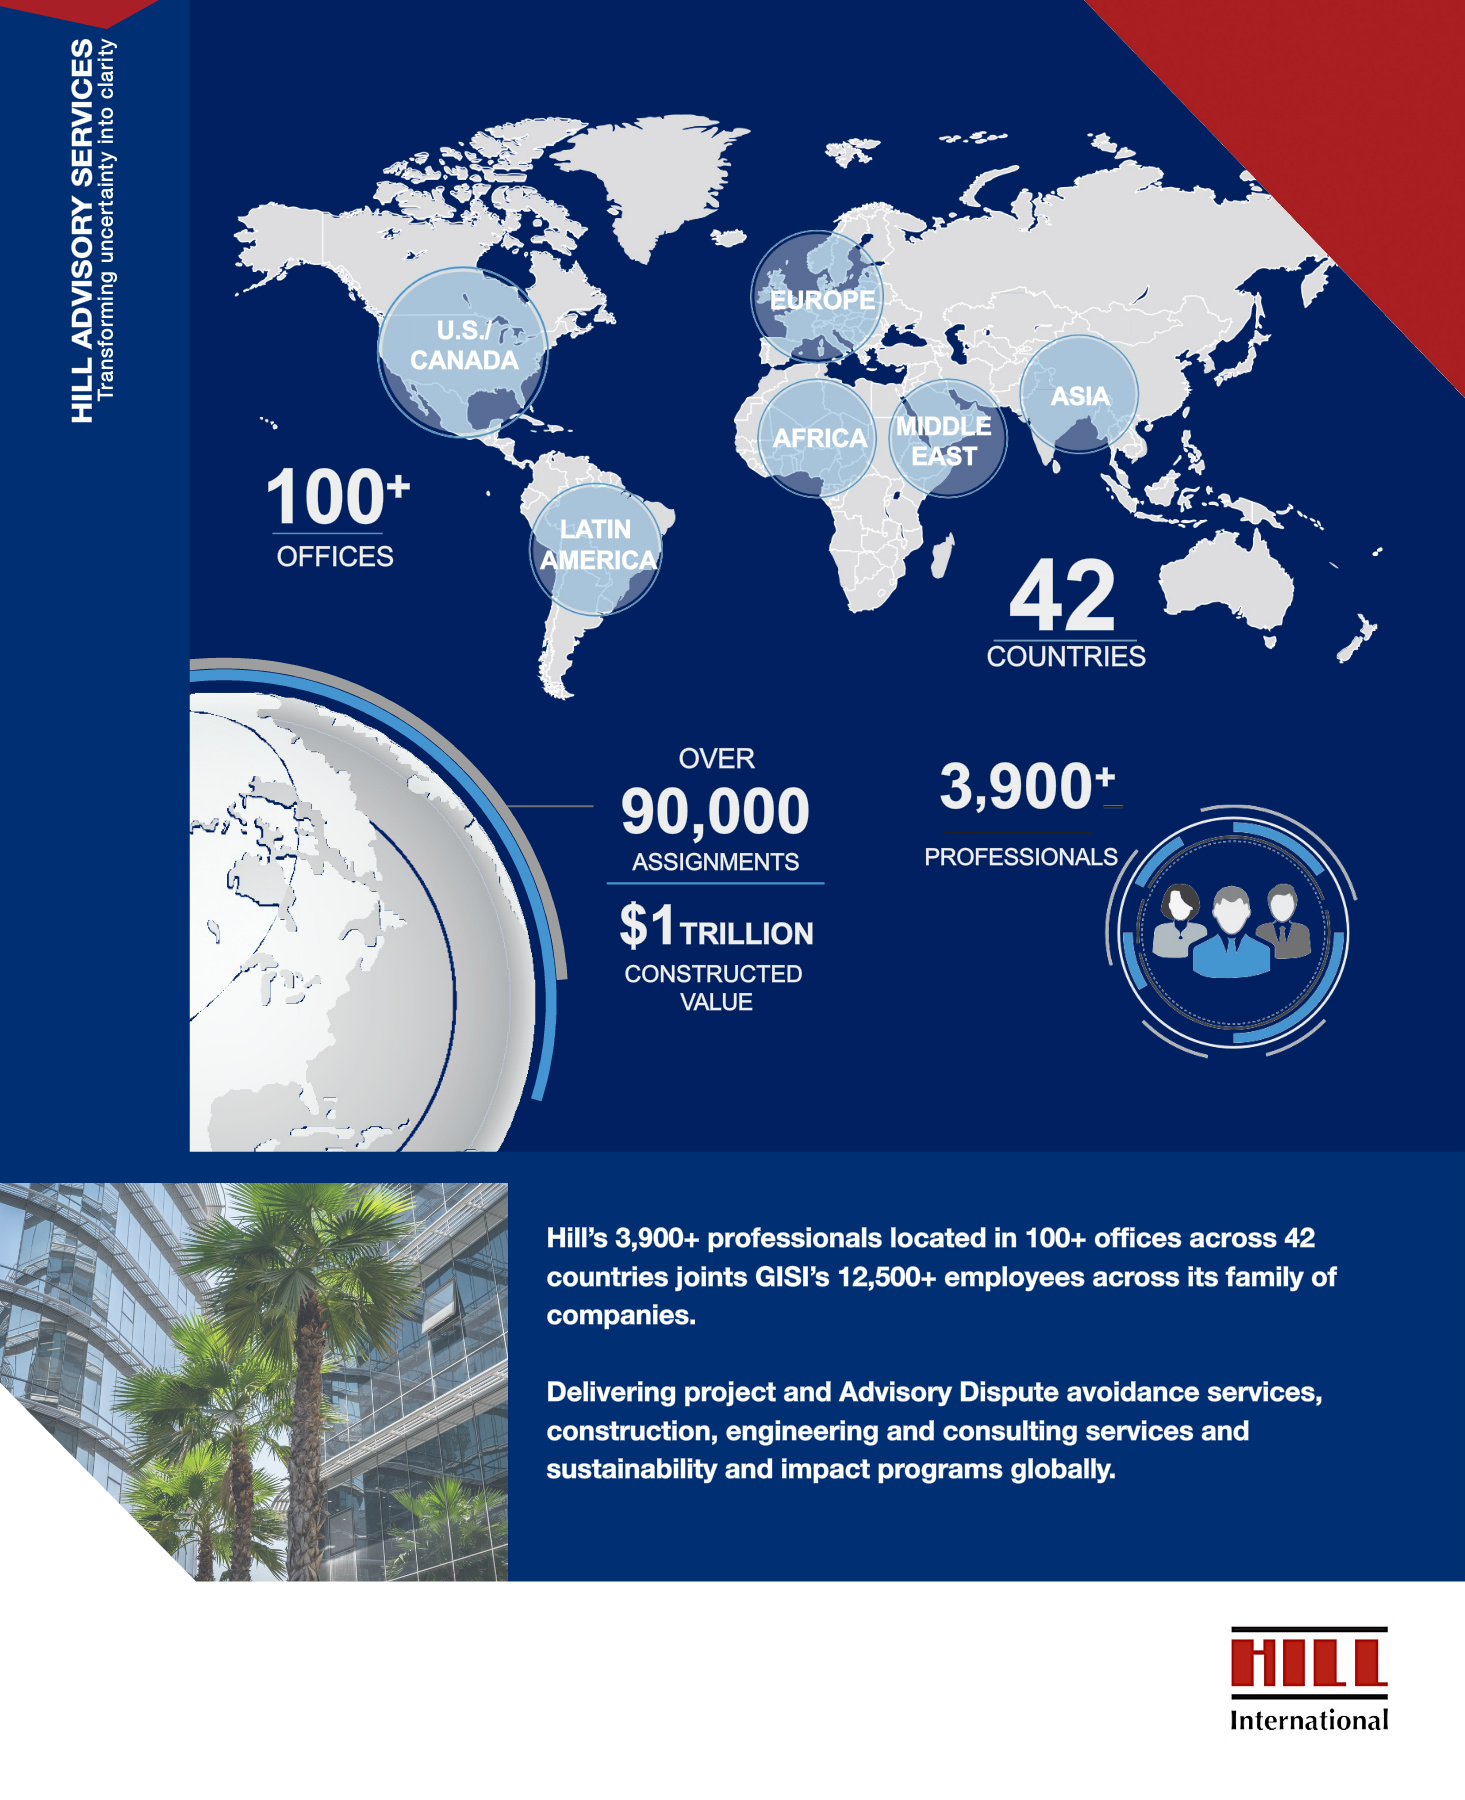 HILL ADVISORY SERVICES
Transforming uncertainty into clarity
U.S./
CANADA
EUROPE
ASIA
AFRICA
MIDDLE
EAST
LATIN
AMERICA
100+
OFFICES
42
COUNTRIES
OVER
90,000
ASSIGNMENTS
$1 TRILLION
CONSTRUCTED
VALUE
3,900+
PROFESSIONALS
Hill's 3,900+ professionals located in 100+ offices across 42
countries joints GISI's 12,500+ employees across its family of
companies.
Delivering project and Advisory Dispute avoidance services,
construction, engineering and consulting services and
sustainability and impact programs globally.
HILL
International